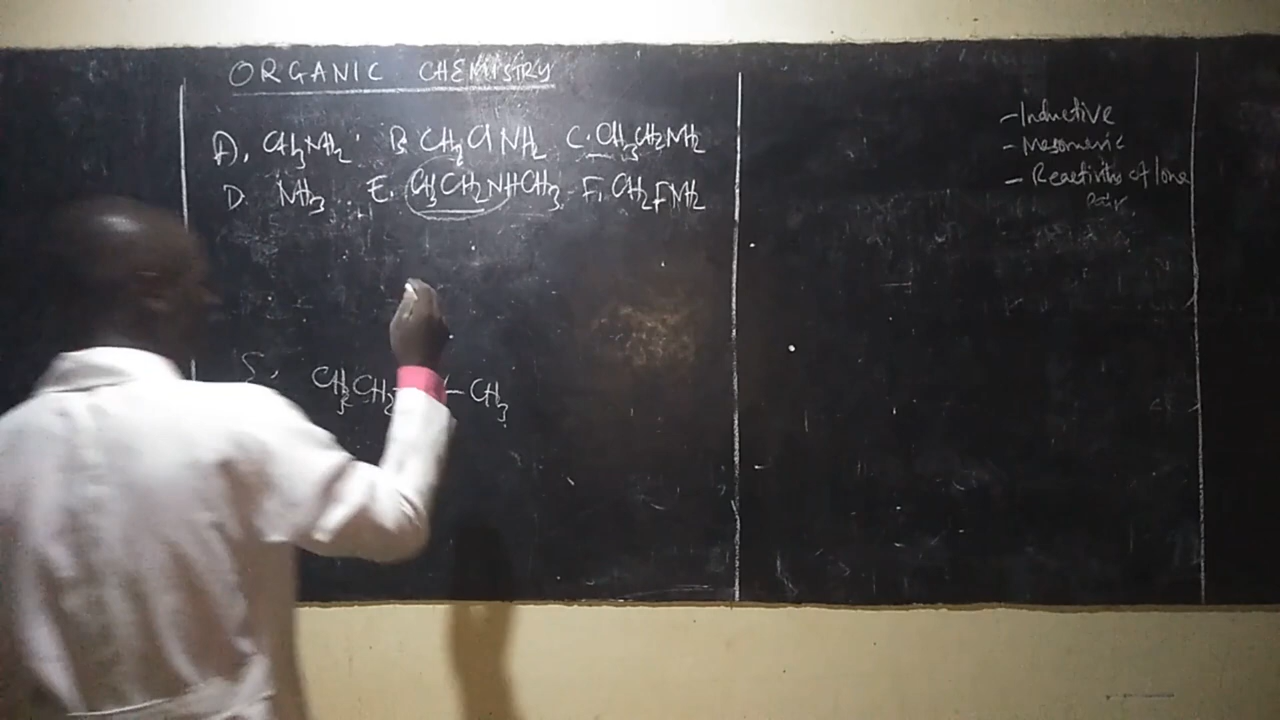 ORGANIC CHEMISTRY
A). CH₃NH₂. B. CH₂ClNH₂ C. CH₃CH₂NH₂
D. NH₃. E. CH₃CH₂NHCH₃. F. CH₂FNH₂
CH₃CH₂ – CH₃
- Inductive
- Mesomeric
- Reactivity of lone
Pair